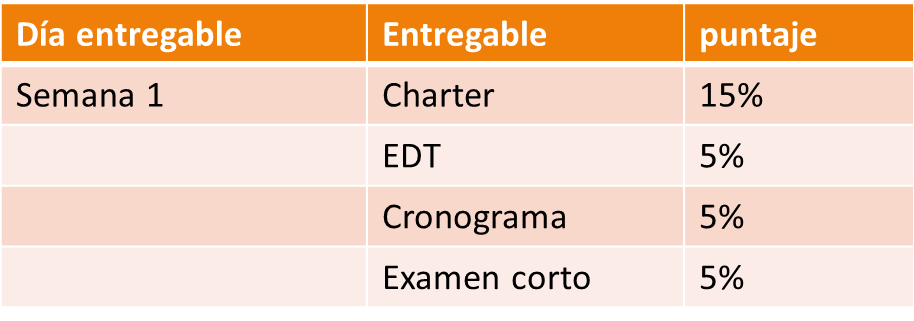 Día entregable Entregable puntaje
Semana 1 Charter 15%
EDT 5%
Cronograma 5%
Examen corto 5%